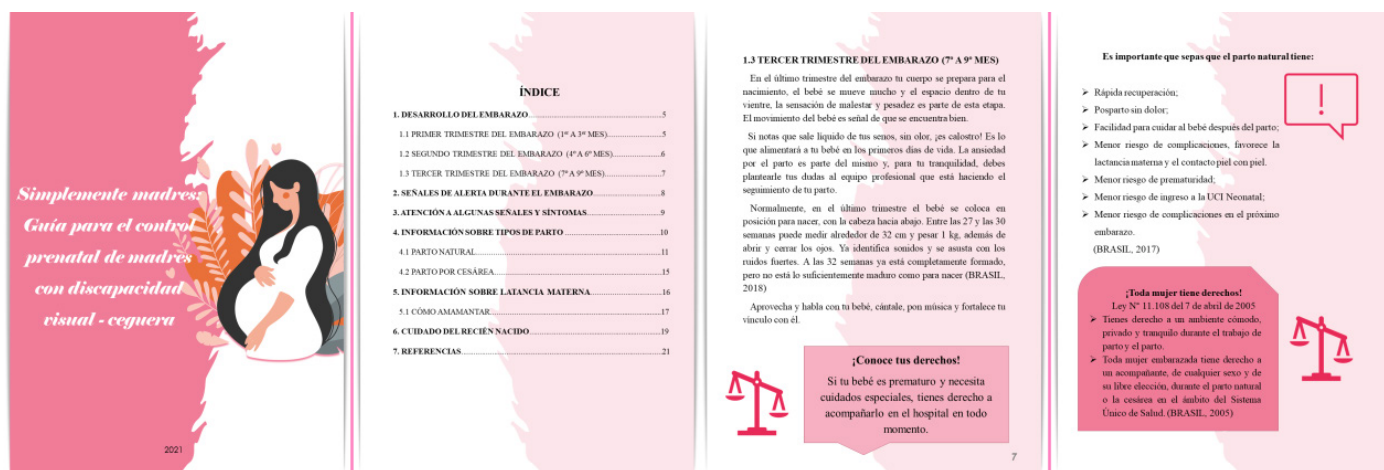 Simplemente madres:
Guía para el control
prenatal de madres
con discapacidad
visual - ceguera
2021
ÍNDICE
1. DESARROLLO DEL EMBARAZO....................5
1.1 PRIMER TRIMESTRE DEL EMBARAZO (1º A 3º MES)....................5
1.2 SEGUNDO TRIMESTRE DEL EMBARAZO (4º A 6º MES)....................6
1.3 TERCER TRIMESTRE DEL EMBARAZO (7º A 9º MES)....................7
2. SEÑALES DE ALERTA DURANTE EL EMBARAZO....................8
3. ATENCIÓN A ALGUNAS SEÑALES Y SÍNTOMAS....................9
4. INFORMACIÓN SOBRE TIPOS DE PARTO....................10
4.1 PARTO NATURAL....................11
4.2 PARTO POR CESÁREA....................15
5. INFORMACIÓN SOBRE LATANCIA MATERNA....................16
5.1 CÓMO AMAMANTAR....................17
6. CUIDADO DEL RECIÉN NACIDO....................19
7. REFERENCIAS....................21
1.3 TERCER TRIMESTRE DEL EMBARAZO (7º A 9º MES)
En el último trimestre del embarazo tu cuerpo se prepara para el
nacimiento, el bebé se mueve mucho y el espacio dentro de tu
vientre, la sensación de malestar y pesadez es parte de esta etapa.
El movimiento del bebé es señal de que se encuentra bien.
Si notas que sale líquido de tus senos, sin olor, ¡es calostro! Es lo
que alimentará a tu bebé en los primeros días de vida. La ansiedad
por el parto es parte del mismo y, para tu tranquilidad, debes
plantearle tus dudas al equipo profesional que está haciendo el
seguimiento de tu parto.
Normalmente, en el último trimestre el bebé se coloca en
posición para nacer, con la cabeza hacia abajo. Entre las 27 y las 30
semanas puede medir alrededor de 32 cm y pesar 1 kg, además de
abrir y cerrar los ojos. Ya identifica sonidos y se asusta con los
ruidos fuertes. A las 32 semanas ya está completamente formado,
pero no está lo suficientemente maduro como para nacer (BRASIL,
2018)
Aprovecha y habla con tu bebé, cántale, pon música y fortalece tu
vínculo con él.
¡Conoce tus derechos!
Si tu bebé es prematuro y necesita
cuidados especiales, tienes derecho a
acompañarlo en el hospital en todo
momento.
7
Es importante que sepas que el parto natural tiene:
➤ Rápida recuperación;
➤ Posparto sin dolor;
➤ Facilidad para cuidar al bebé después del parto;
➤ Menor riesgo de complicaciones, favorece la
lactancia materna y el contacto piel con piel.
➤ Menor riesgo de prematuridad;
➤ Menor riesgo de ingreso a la UCI Neonatal;
➤ Menor riesgo de complicaciones en el próximo
embarazo.
(BRASIL, 2017)
!
¡Toda mujer tiene derechos!
Ley Nº 11.108 del 7 de abril de 2005
➤ Tienes derecho a un ambiente cómodo,
privado y tranquilo durante el trabajo de
parto y el parto.
➤ Toda mujer embarazada tiene derecho a
un acompañante, de cualquier sexo y de
su libre elección, durante el parto natural
o la cesárea en el ámbito del Sistema
Único de Salud. (BRASIL, 2005)